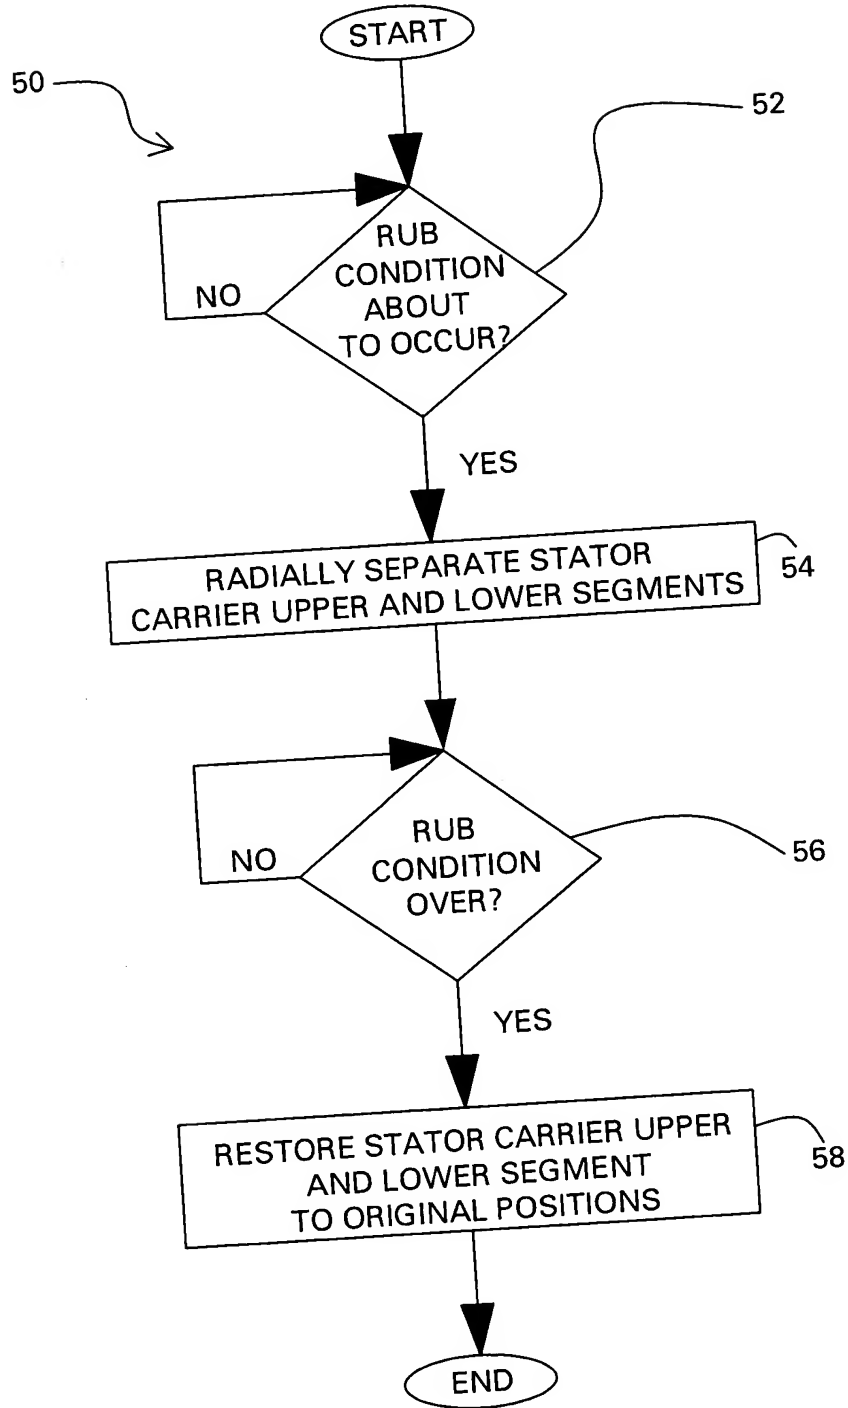 START
50
52
RUB
CONDITION
ABOUT
TO OCCUR?
NO
YES
RADIALLY SEPARATE STATOR
CARRIER UPPER AND LOWER SEGMENTS
54
RUB
CONDITION
OVER?
NO
56
YES
RESTORE STATOR CARRIER UPPER
AND LOWER SEGMENT
TO ORIGINAL POSITIONS
58
END